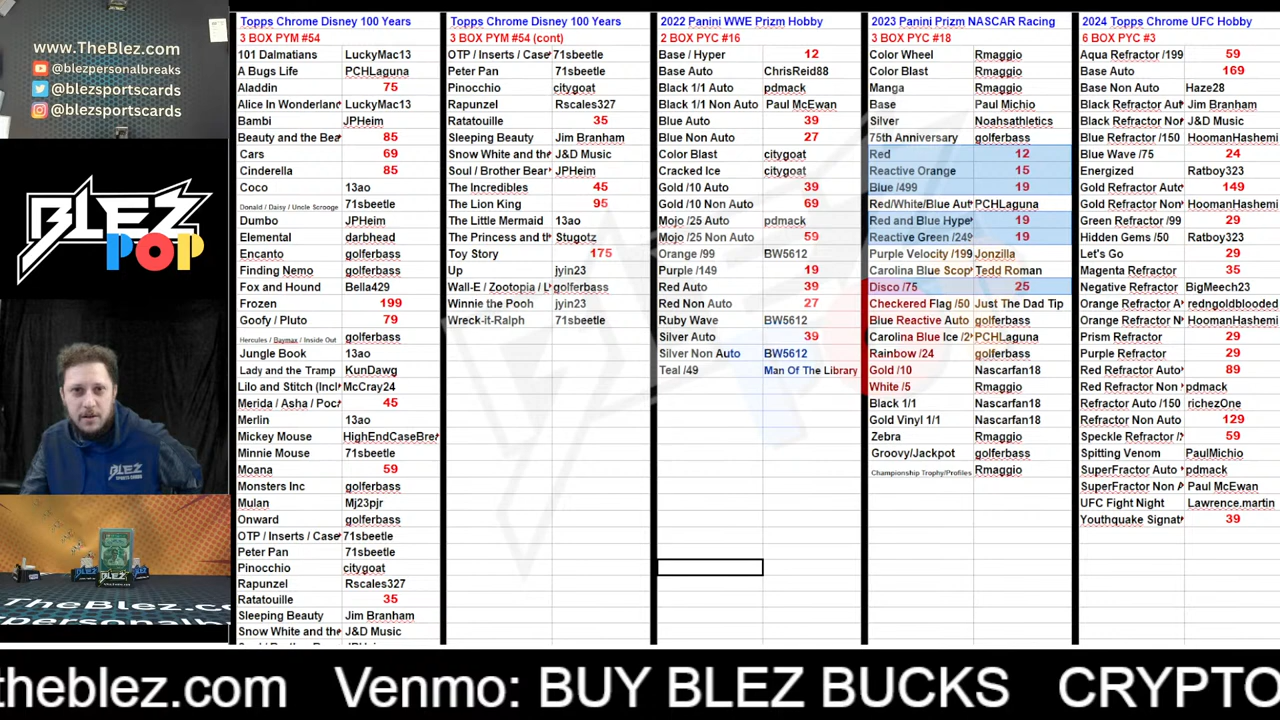 www.TheBlez.com
@blezpersonalbreaks
@blezsportscards
BLEZ
POP
BLEZ
SPORTS CARDS
BLEZ
BLEZ
TheBlez.co
Topps Chrome Disney 100 Years
3 BOX PYM #54
101 Dalmatians LuckyMac13
A Bugs Life PCHLaguna
Aladdin 75
Alice In Wonderlan LuckyMac13
Bambi JPHeim
Beauty and the Bea 85
Cars 69
Cinderella 85
Coco 13ao
Donald / Daisy / Uncle Scrooge 71sbeetle
Dumbo JPHeim
Elemental darbhead
Encanto golferbass
Finding Nemo golferbass
Fox and Hound Bella429
Frozen 199
Goofy / Pluto 79
Hercules / Baymax / Inside Out golferbass
Jungle Book 13ao
Lady and the Tramp KunDawg
Lilo and Stitch (Incl McCray24
Merida / Asha / Poc 45
Merlin 13ao
Mickey Mouse HighEndCaseBre
Minnie Mouse 71sbeetle
Moana 59
Monsters Inc golferbass
Mulan Mj23pjr
Onward golferbass
OTP / Inserts / Case 71sbeetle
Peter Pan 71sbeetle
Pinocchio citygoat
Rapunzel Rscales327
Ratatouille 35
Sleeping Beauty Jim Branham
Snow White and the J&D Music
Topps Chrome Disney 100 Years
3 BOX PYM #54 (cont)
OTP / Inserts / Case 71sbeetle
Peter Pan 71sbeetle
Pinocchio citygoat
Rapunzel Rscales327
Ratatouille 35
Sleeping Beauty Jim Branham
Snow White and th J&D Music
Soul / Brother Bear JPHeim
The Incredibles 45
The Lion King 95
The Little Mermaid 13ao
The Princess and th Stugotz
Toy Story 175
Up jyin23
Wall-E / Zootopia / L golferbass
Winnie the Pooh jyin23
Wreck-it-Ralph 71sbeetle
2022 Panini WWE Prizm Hobby
2 BOX PYC #16
Base / Hyper 12
Base Auto ChrisReid88
Black 1/1 Auto pdmack
Black 1/1 Non Auto Paul McEwan
Blue Auto 39
Blue Non Auto 27
Color Blast citygoat
Cracked Ice citygoat
Gold /10 Auto 39
Gold /10 Non Auto 69
Mojo /25 Auto pdmack
Mojo /25 Non Auto 59
Orange /99 BW5612
Purple /149 19
Red Auto 39
Red Non Auto 27
Ruby Wave BW5612
Silver Auto 39
Silver Non Auto BW5612
Teal /49 Man Of The Library
2023 Panini Prizm NASCAR Racing
3 BOX PYC #18
Color Wheel Rmaggio
Color Blast Rmaggio
Manga Rmaggio
Base Paul Michio
Silver Noahsathletics
75th Anniversary golferbass
Red 12
Reactive Orange 15
Blue /499 19
Red/White/Blue Aut PCHLaguna
Red and Blue Hype 19
Reactive Green /249 19
Purple Velocity /199 Jonzilla
Carolina Blue Scop Tedd Roman
Disco /75 25
Checkered Flag /50 Just The Dad Tip
Blue Reactive Auto golferbass
Carolina Blue Ice /2 PCHLaguna
Rainbow /24 golferbass
Gold /10 Nascarfan18
White /5 Rmaggio
Black 1/1 Nascarfan18
Gold Vinyl 1/1 Nascarfan18
Zebra Rmaggio
Groovy/Jackpot golferbass
Championship Trophy/Profiles Rmaggio
2024 Topps Chrome UFC Hobby
6 BOX PYC #3
Aqua Refractor /199 59
Base Auto 169
Base Non Auto Haze28
Black Refractor Aut Jim Branham
Black Refractor Nor J&D Music
Blue Refractor /150 HoomanHashemi
Blue Wave /75 24
Energized Ratboy323
Gold Refractor Auto 149
Gold Refractor Non HoomanHashemi
Green Refractor /99 29
Hidden Gems /50 Ratboy323
Let's Go 29
Magenta Refractor 35
Negative Refractor BigMeech23
Orange Refractor A redngoldblooded
Orange Refractor N HoomanHashemi
Prism Refractor 29
Purple Refractor 29
Red Refractor Auto 89
Red Refractor Non pdmack
Refractor Auto /150 richezOne
Refractor Non Auto 129
Speckle Refractor /2 59
Spitting Venom PaulMichio
SuperFractor Auto pdmack
SuperFractor Non A Paul McEwan
UFC Fight Night Lawrence.martin
Youthquake Signat 39
theblez.com Venmo: BUY BLEZ BUCKS CRYPTO